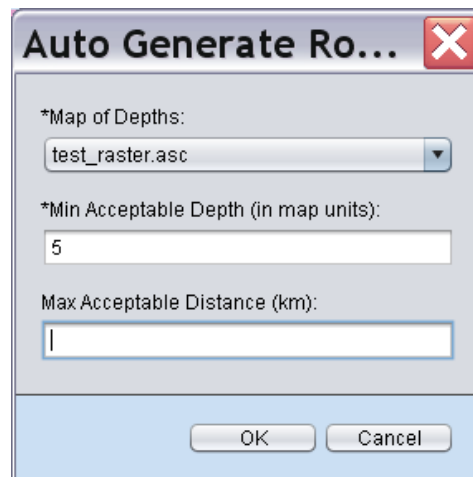 Auto Generate Ro...
*Map of Depths:
test_raster.asc
*Min Acceptable Depth (in map units):
5
Max Acceptable Distance (km):
OK Cancel